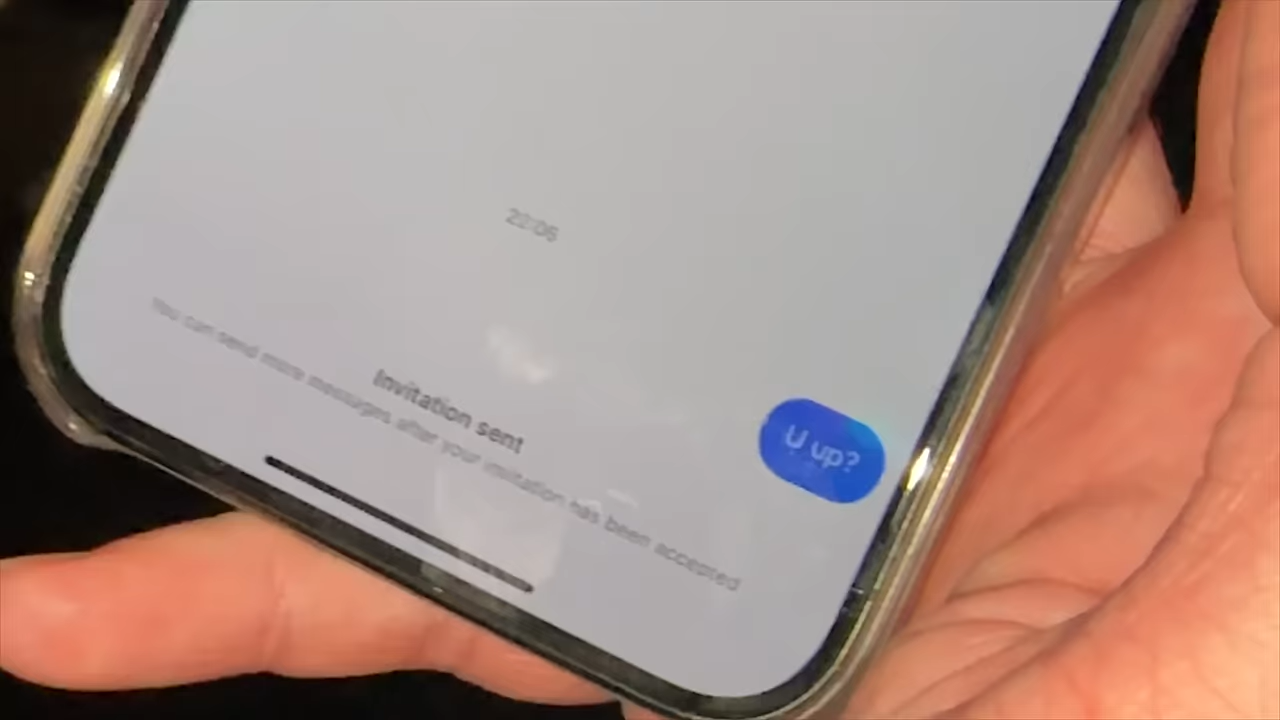 22:06
U up?
Invitation sent
You can send more messages after your invitation has been accepted